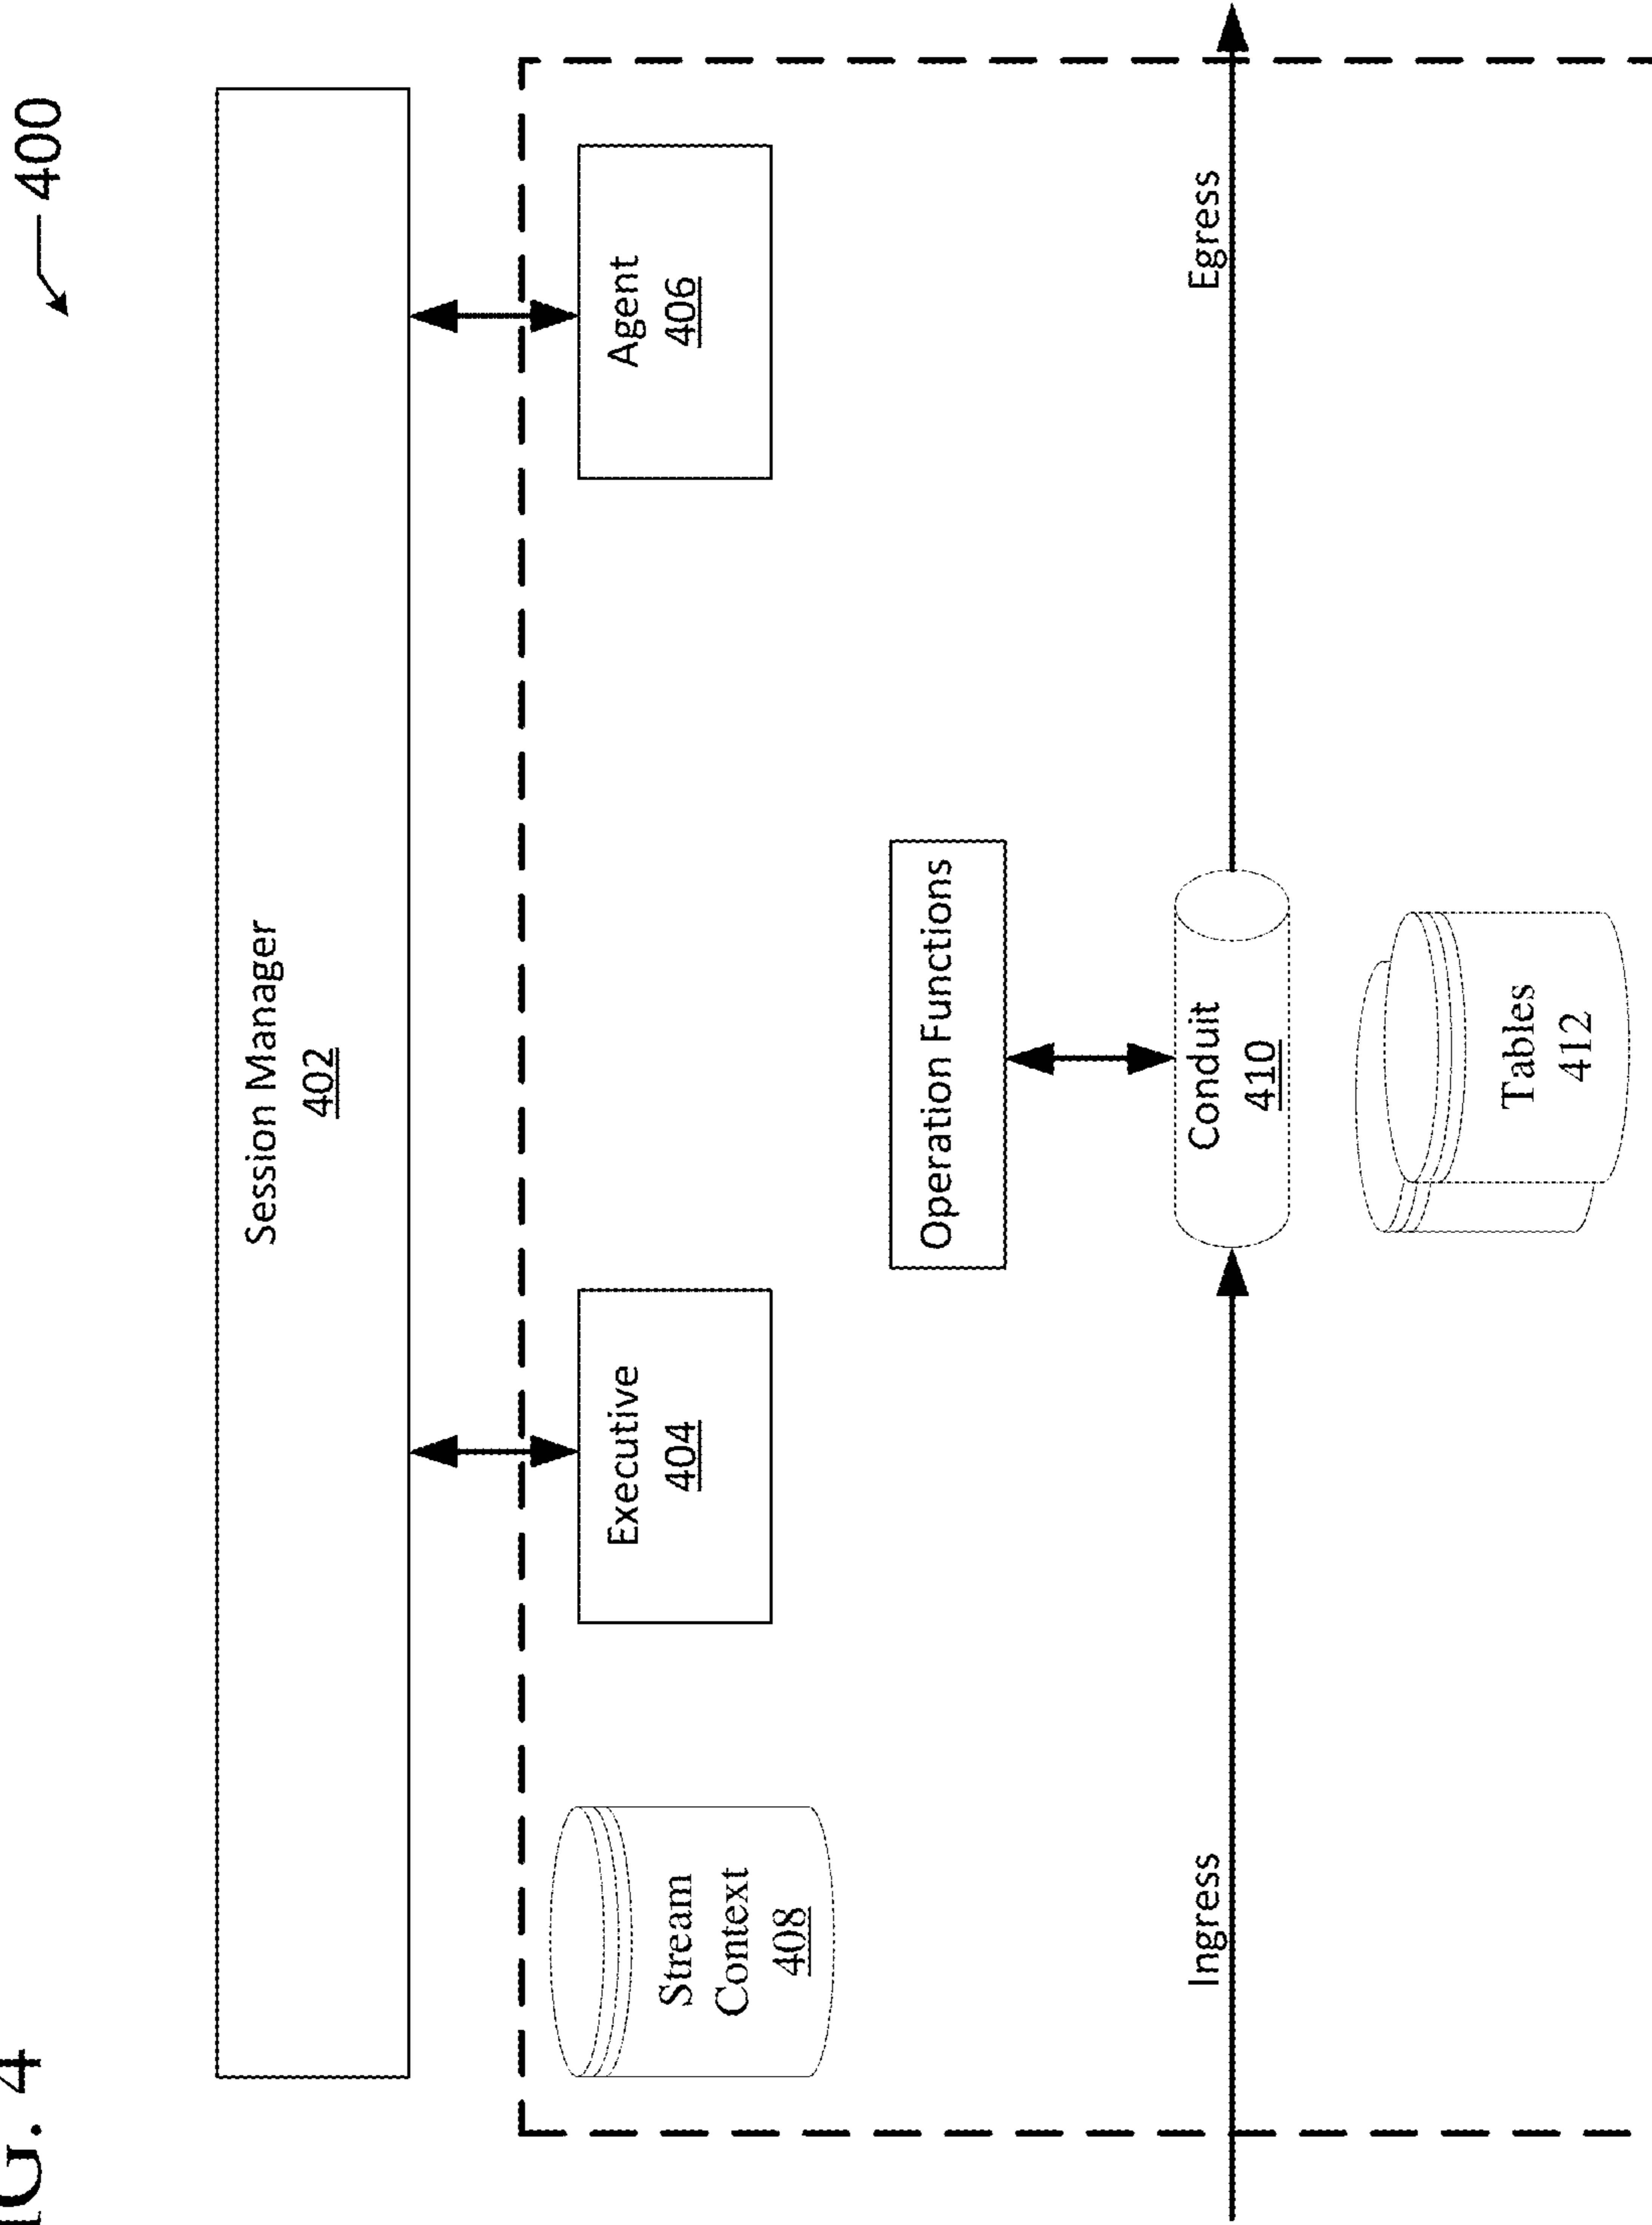 IG. 4
400
Session Manager
402
Executive
404
Agent
406
Stream
Context
408
Operation Functions
Ingress
Conduit
410
Egress
Tables
412